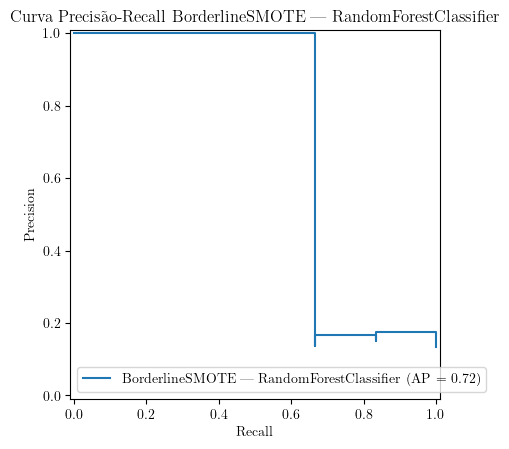 Curva Precisão-Recall BorderlineSMOTE — RandomForestClassifier
1.0
0.8
0.6
0.4
0.2
0.0
Precision
BorderlineSMOTE — RandomForestClassifier (AP = 0.72)
0.0 0.2 0.4 0.6 0.8 1.0
Recall